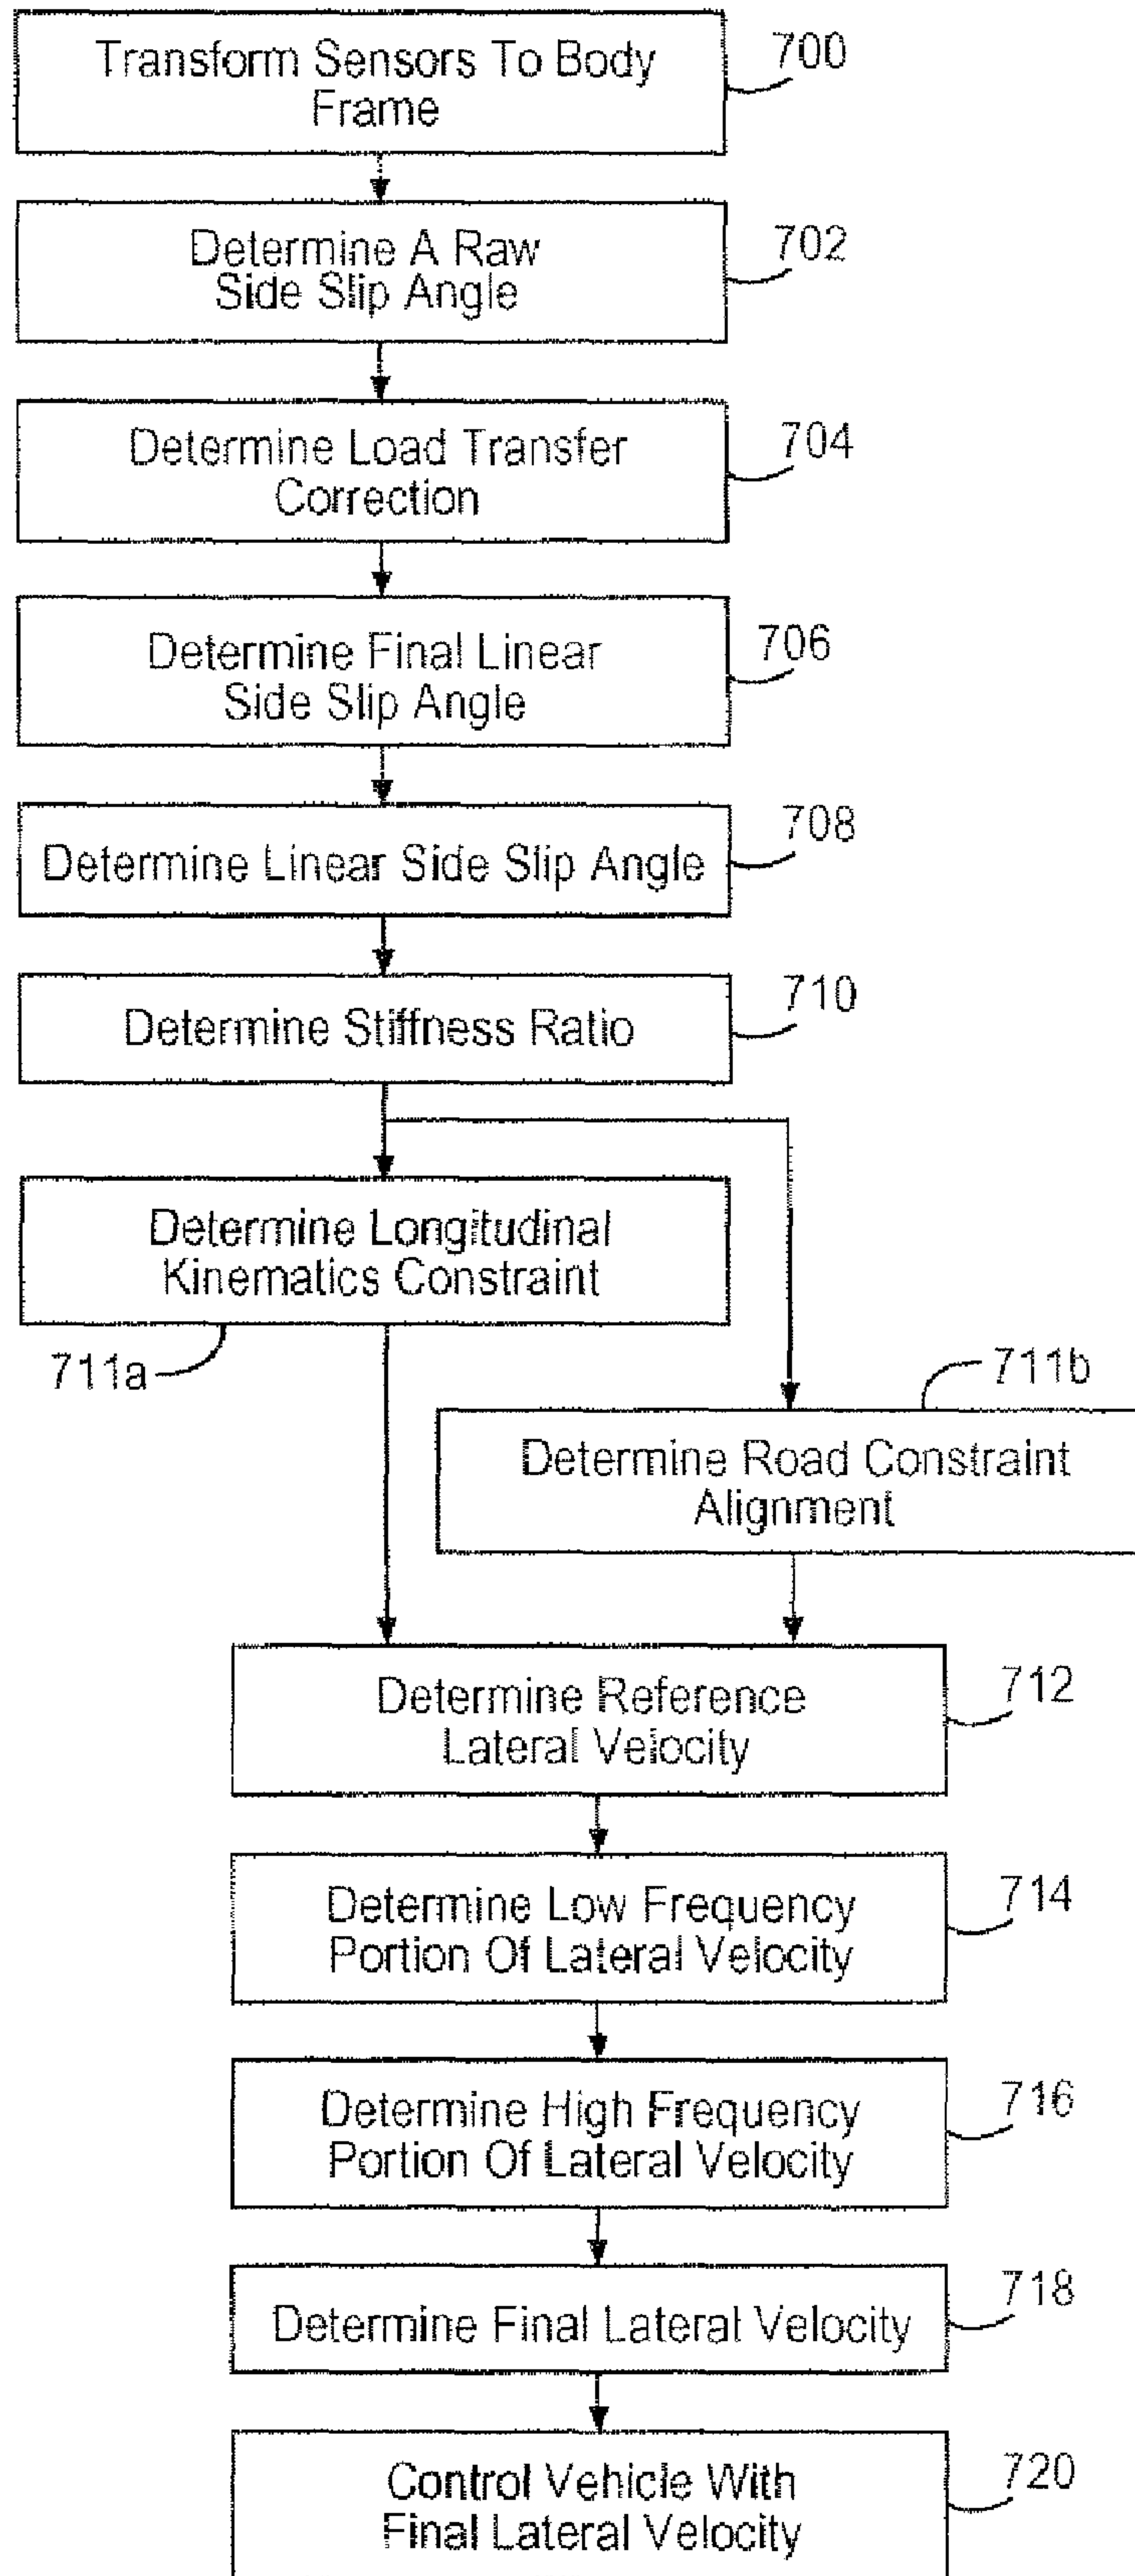 Transform Sensors To Body
Frame
700
Determine A Raw
Side Slip Angle
702
Determine Load Transfer
Correction
704
Determine Final Linear
Side Slip Angle
706
Determine Linear Side Slip Angle
708
Determine Stiffness Ratio
710
Determine Longitudinal
Kinematics Constraint
711a
711b
Determine Road Constraint
Alignment
Determine Reference
Lateral Velocity
712
Determine Low Frequency
Portion Of Lateral Velocity
714
Determine High Frequency
Portion Of Lateral Velocity
716
Determine Final Lateral Velocity
718
Control Vehicle With
Final Lateral Velocity
720